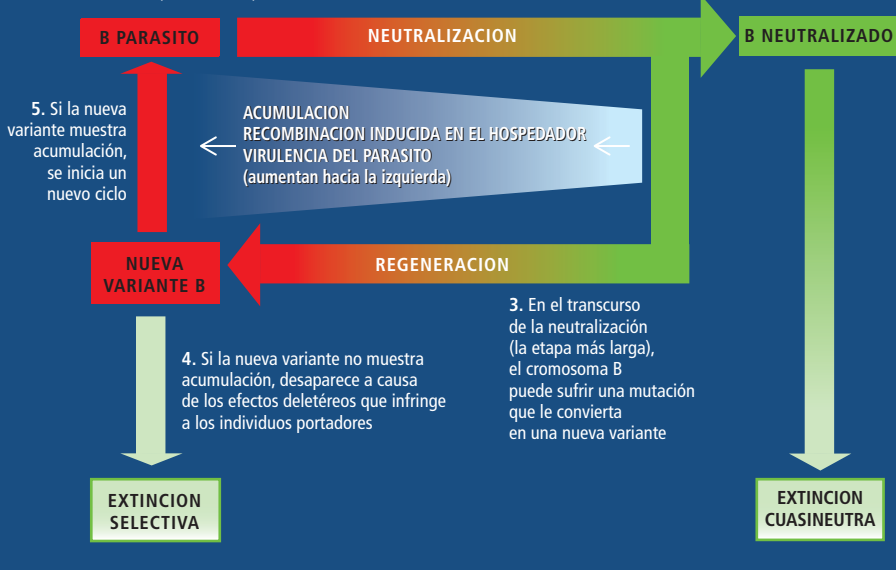 B PARASITO
NEUTRALIZACION
B NEUTRALIZADO
5. Si la nueva
variante muestra
acumulación,
se inicia un
nuevo ciclo
ACUMULACION
RECOMBINACION INDUCIDA EN EL HOSPEDADOR
VIRULENCIA DEL PARASITO
(aumentan hacia la izquierda)
NUEVA
VARIANTE B
REGENERACION
3. En el transcurso
de la neutralización
(la etapa más larga),
el cromosoma B
puede sufrir una mutación
que le convierta
en una nueva variante
4. Si la nueva variante no muestra
acumulación, desaparece a causa
de los efectos deletéreos que infringe
a los individuos portadores
EXTINCION
SELECTIVA
EXTINCION
CUASINEUTRA